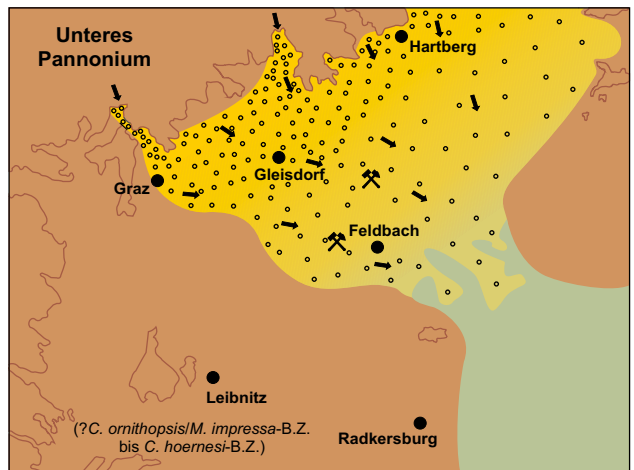 Unteres
Pannonium
Hartberg
Gleisdorf
Graz
Feldbach
Leibnitz
(?C. ornithopsis/M. impressa-B.Z.
bis C. hoernesi-B.Z.)
Radkersburg